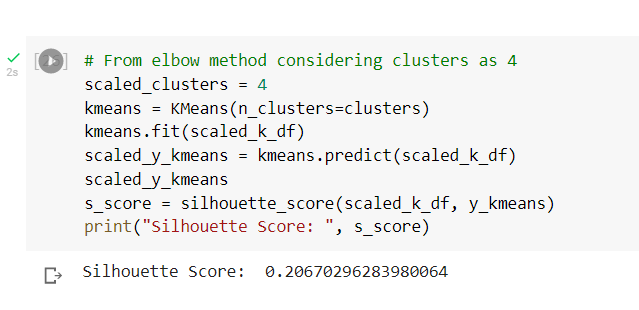 # From elbow method considering clusters as 4
scaled_clusters = 4
kmeans = KMeans(n_clusters=clusters)
kmeans.fit(scaled_k_df)
scaled_y_kmeans = kmeans.predict(scaled_k_df)
scaled_y_kmeans
s_score = silhouette_score(scaled_k_df, y_kmeans)
print("Silhouette Score: ", s_score)
2s
Silhouette Score:  0.20670296283980064